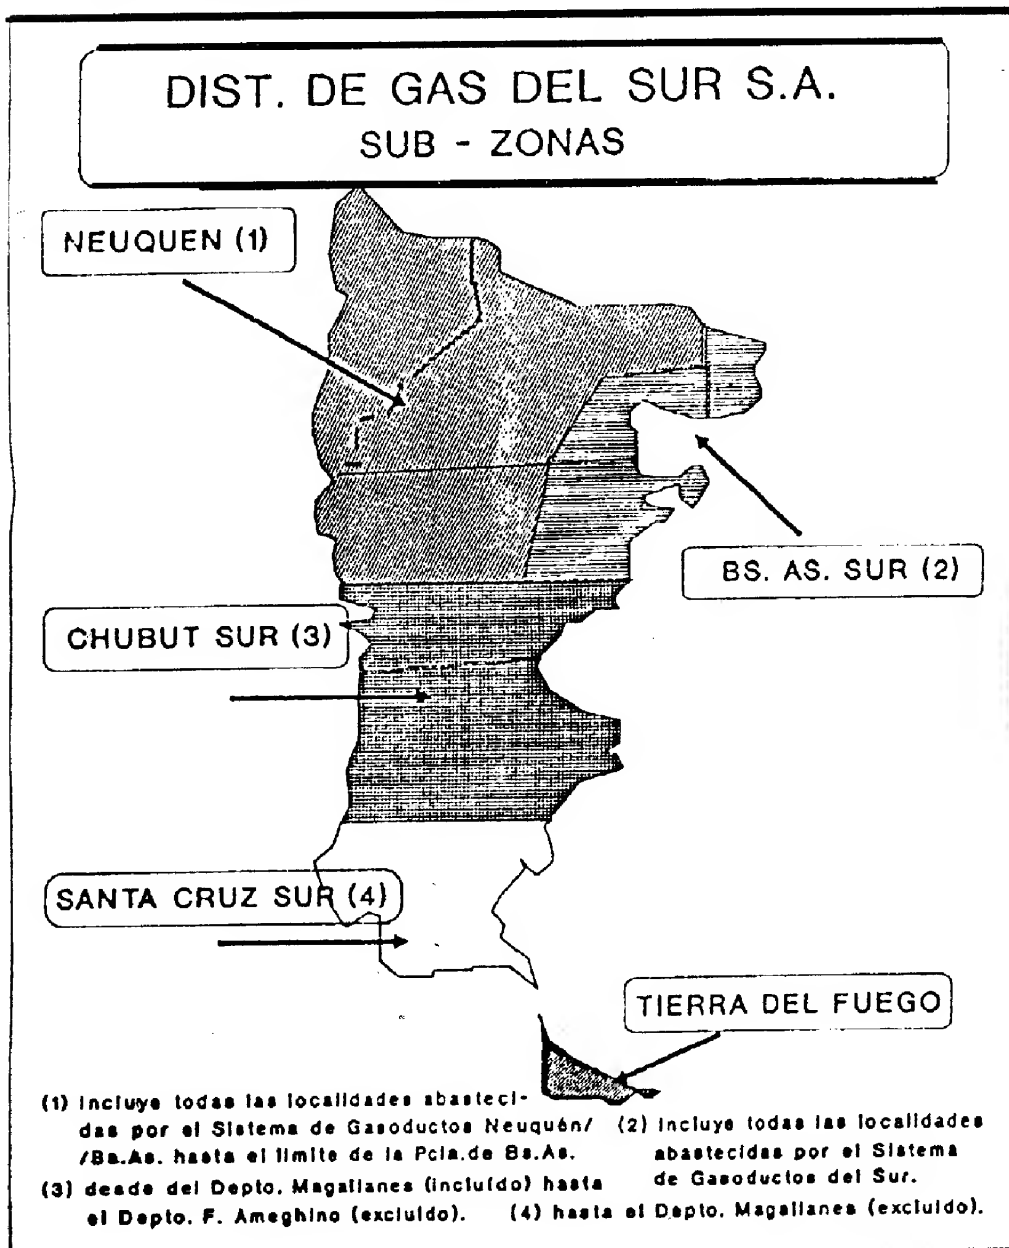 DIST. DE GAS DEL SUR S.A.
SUB - ZONAS
NEUQUEN (1)
BS. AS. SUR (2)
CHUBUT SUR (3)
SANTA CRUZ SUR (4)
TIERRA DEL FUEGO
(1) incluye todas las localidades abasteci-
das por el Sistema de Gasoductos Neuquén/
/Bs.As. hasta el limite de la Pcia.de Bs.As.
(2) incluye todas las localidades
abastecidas por el Sistema
de Gasoductos del Sur.
(3) desde del Depto. Magallanes (incluído) hasta
el Depto. F. Ameghino (excluido).
(4) hasta el Depto. Magallanes (excluido).